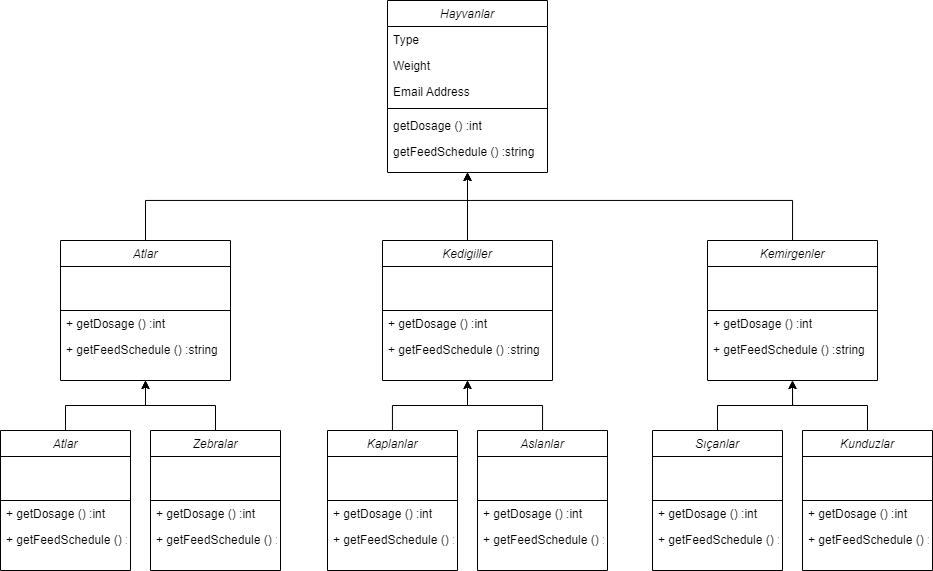 Hayvanlar
Type
Weight
Email Address
getDosage () :int
getFeedSchedule () :string
Atlar
+ getDosage () :int
+ getFeedSchedule () :string
Kedigiller
+ getDosage () :int
+ getFeedSchedule () :string
Kemirgenler
+ getDosage () :int
+ getFeedSchedule () :string
Atlar
+ getDosage () :int
+ getFeedSchedule () :
Zebralar
+ getDosage () :int
+ getFeedSchedule () :
Kaplanlar
+ getDosage () :int
+ getFeedSchedule () :
Aslanlar
+ getDosage () :int
+ getFeedSchedule () :
Sıçanlar
+ getDosage () :int
+ getFeedSchedule () :
Kunduzlar
+ getDosage () :int
+ getFeedSchedule () :